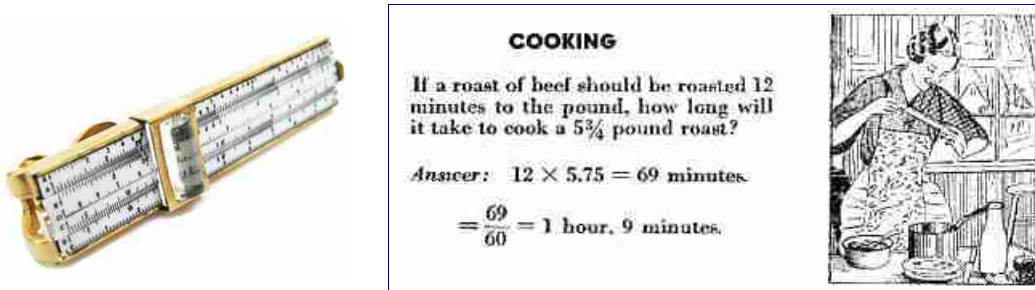 COOKING
If a roast of beef should be roasted 12
minutes to the pound, how long will
it take to cook a 5¾ pound roast?
Answer: 12 × 5.75 = 69 minutes.
= 69/60 = 1 hour, 9 minutes.